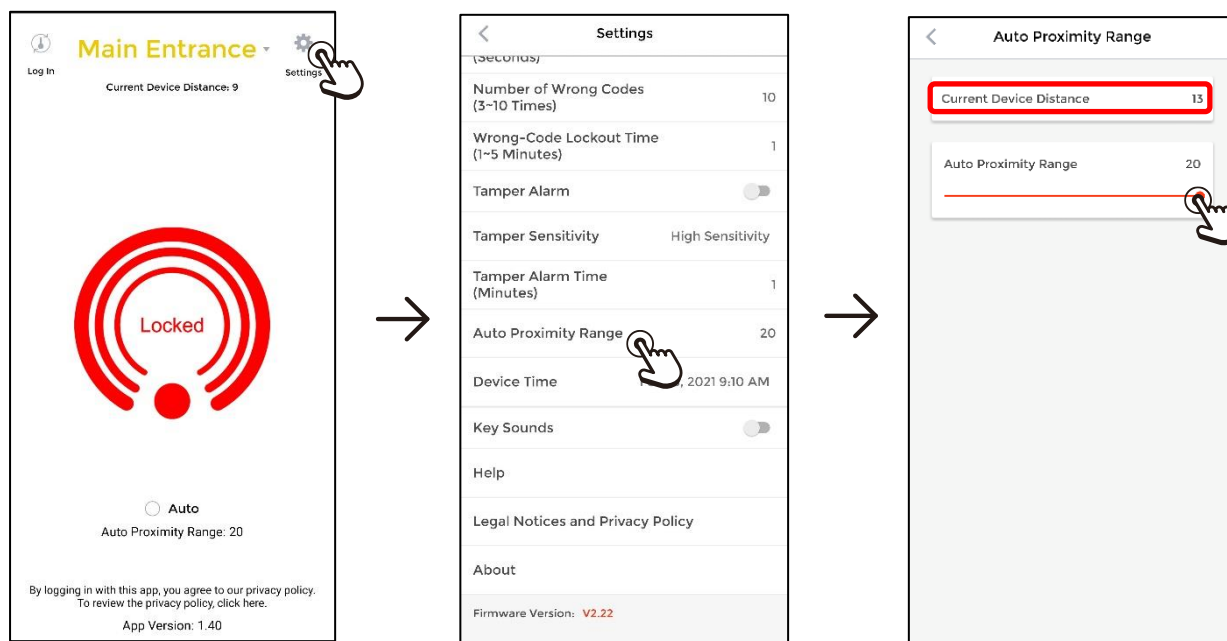 Main Entrance
Log In
Settings
Current Device Distance: 9
Locked
Auto
Auto Proximity Range: 20
By logging in with this app, you agree to our privacy policy.
To review the privacy policy, click here.
App Version: 1.40
Settings
(Seconds)
Number of Wrong Codes
(3~10 Times) 10
Wrong-Code Lockout Time
(1~5 Minutes) 1
Tamper Alarm
Tamper Sensitivity High Sensitivity
Tamper Alarm Time
(Minutes) 1
Auto Proximity Range 20
Device Time , 2021 9:10 AM
Key Sounds
Help
Legal Notices and Privacy Policy
About
Firmware Version: V2.22
Auto Proximity Range
Current Device Distance 13
Auto Proximity Range 20